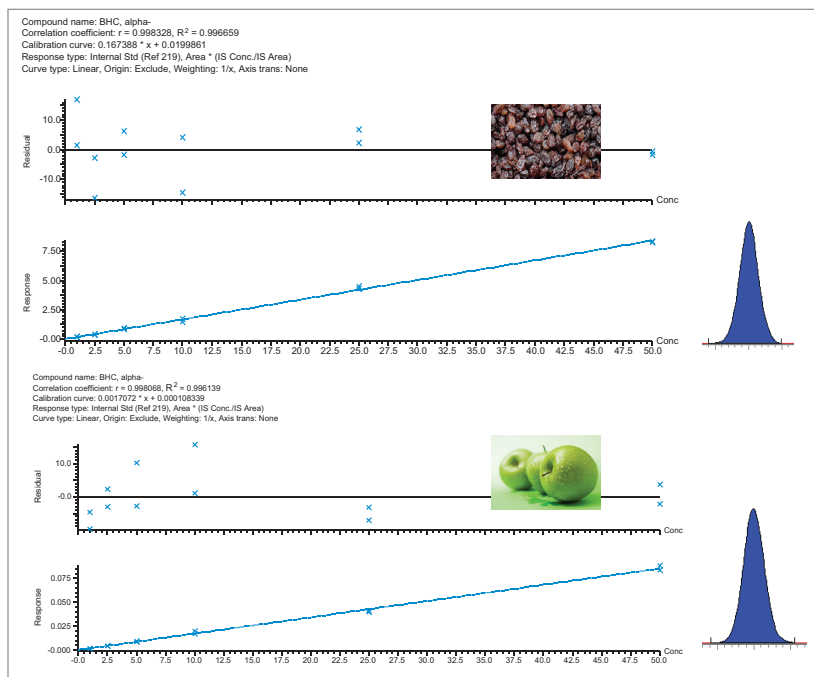 Compound name: BHC, alpha-
Correlation coefficient: r = 0.998328, R² = 0.996659
Calibration curve: 0.167388 * x + 0.0199861
Response type: Internal Std (Ref 219), Area * (IS Conc./IS Area)
Curve type: Linear, Origin: Exclude, Weighting: 1/x, Axis trans: None
Residual
10.0
0.0
-10.0
Conc
Response
7.50
5.00
2.50
-0.00
Conc
-0.0 2.5 5.0 7.5 10.0 12.5 15.0 17.5 20.0 22.5 25.0 27.5 30.0 32.5 35.0 37.5 40.0 42.5 45.0 47.5 50.0
Compound name: BHC, alpha-
Correlation coefficient: r = 0.998068, R² = 0.996139
Calibration curve: 0.0017072 * x + 0.000108339
Response type: Internal Std (Ref 219), Area * (IS Conc./IS Area)
Curve type: Linear, Origin: Exclude, Weighting: 1/x, Axis trans: None
Residual
10.0
-0.0
Conc
Response
0.075
0.050
0.025
-0.000
Conc
-0.0 2.5 5.0 7.5 10.0 12.5 15.0 17.5 20.0 22.5 25.0 27.5 30.0 32.5 35.0 37.5 40.0 42.5 45.0 47.5 50.0